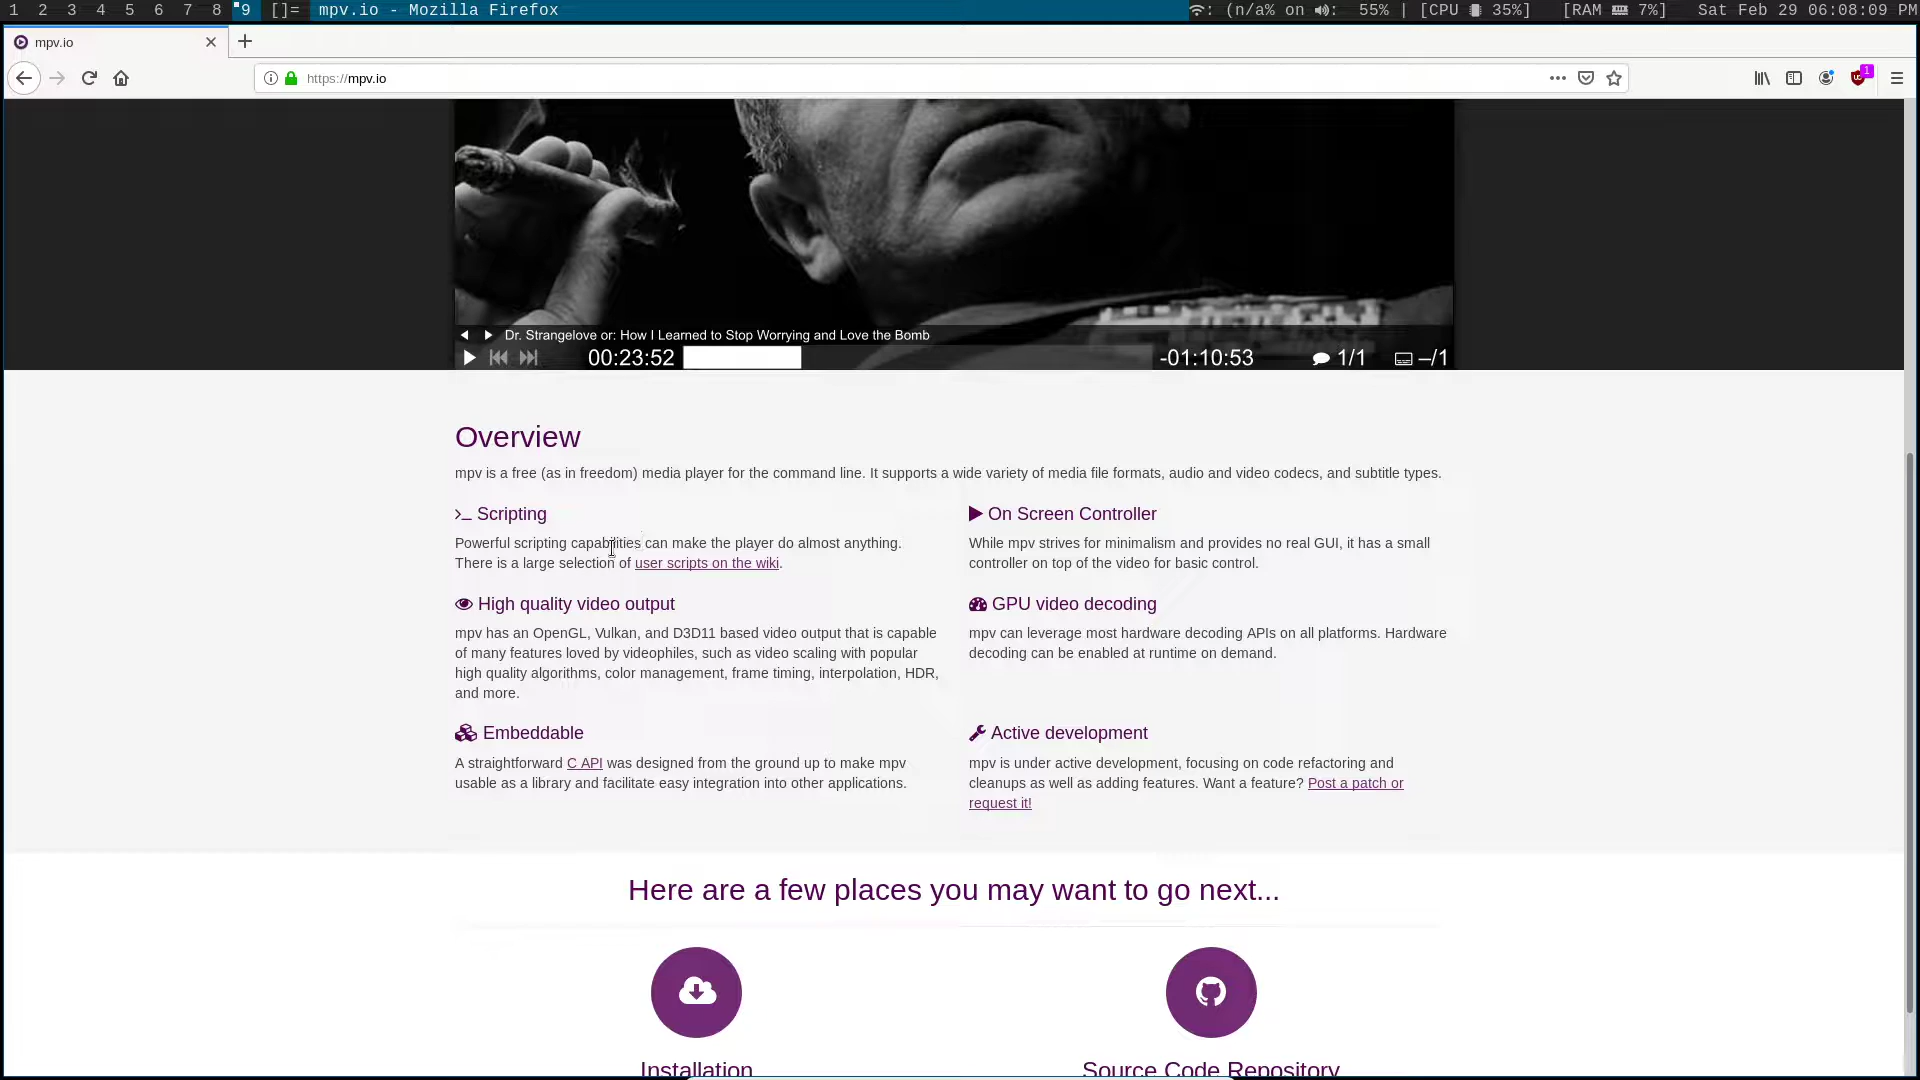 1 2 3 4 5 6 7 8 9 []= mpv.io - Mozilla Firefox : (n/a% on : 55% | [CPU 35%] [RAM 7%] Sat Feb 29 06:08:09 PM
mpv.io
https://mpv.io
1
Dr. Strangelove or: How I Learned to Stop Worrying and Love the Bomb
00:23:52 -01:10:53 1/1 –/1
Overview
mpv is a free (as in freedom) media player for the command line. It supports a wide variety of media file formats, audio and video codecs, and subtitle types.
Scripting
Powerful scripting capabilities can make the player do almost anything.
There is a large selection of user scripts on the wiki.
On Screen Controller
While mpv strives for minimalism and provides no real GUI, it has a small
controller on top of the video for basic control.
High quality video output
mpv has an OpenGL, Vulkan, and D3D11 based video output that is capable
of many features loved by videophiles, such as video scaling with popular
high quality algorithms, color management, frame timing, interpolation, HDR,
and more.
GPU video decoding
mpv can leverage most hardware decoding APIs on all platforms. Hardware
decoding can be enabled at runtime on demand.
Embeddable
A straightforward C API was designed from the ground up to make mpv
usable as a library and facilitate easy integration into other applications.
Active development
mpv is under active development, focusing on code refactoring and
cleanups as well as adding features. Want a feature? Post a patch or
request it!
Here are a few places you may want to go next...
Installation
Source Code Repository